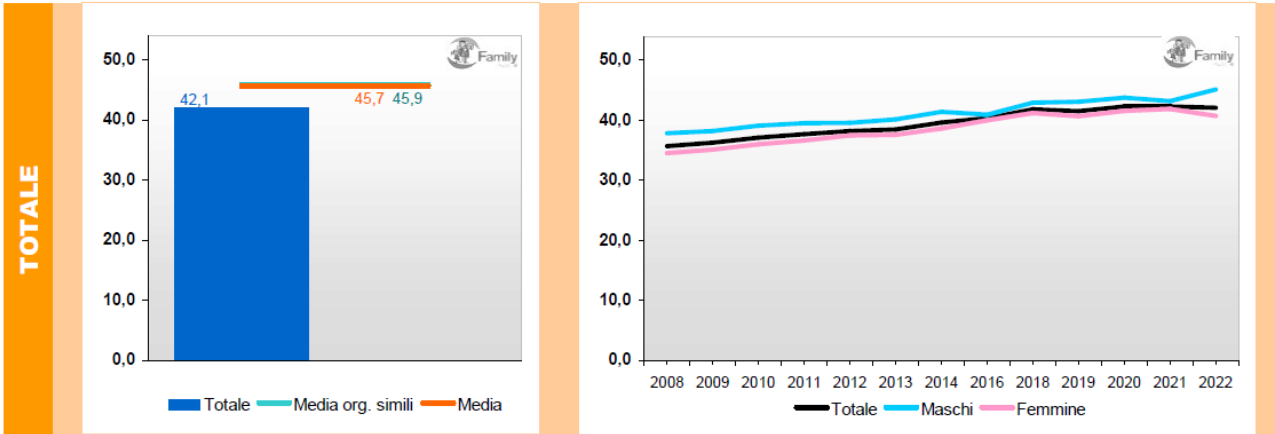 TOTALE
Family
50,0
40,0
30,0
20,0
10,0
0,0
42,1
45,7 45,9
Totale Media org. simili Media
Family
50,0
40,0
30,0
20,0
10,0
0,0
2008 2009 2010 2011 2012 2013 2014 2016 2018 2019 2020 2021 2022
Totale Maschi Femmine